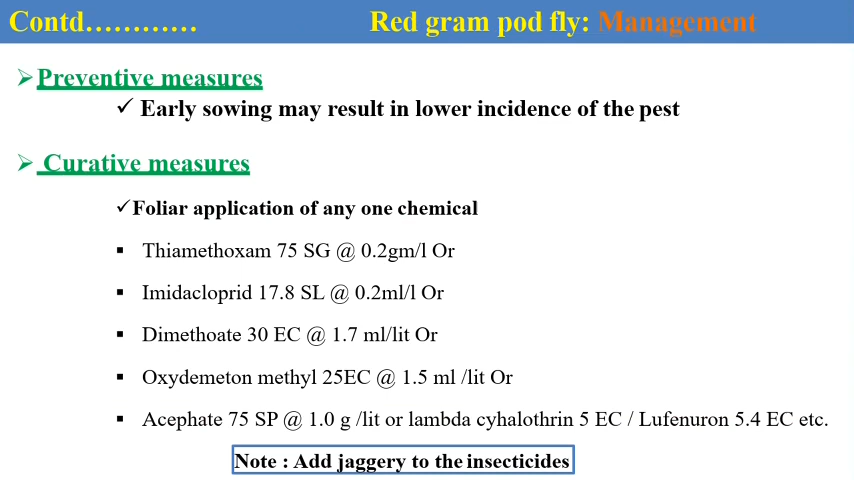 Contd………… Red gram pod fly: Management
➢Preventive measures
✓ Early sowing may result in lower incidence of the pest
➢ Curative measures
✓Foliar application of any one chemical
▪ Thiamethoxam 75 SG @ 0.2gm/l Or
▪ Imidacloprid 17.8 SL @ 0.2ml/l Or
▪ Dimethoate 30 EC @ 1.7 ml/lit Or
▪ Oxydemeton methyl 25EC @ 1.5 ml /lit Or
▪ Acephate 75 SP @ 1.0 g /lit or lambda cyhalothrin 5 EC / Lufenuron 5.4 EC etc.
Note : Add jaggery to the insecticides